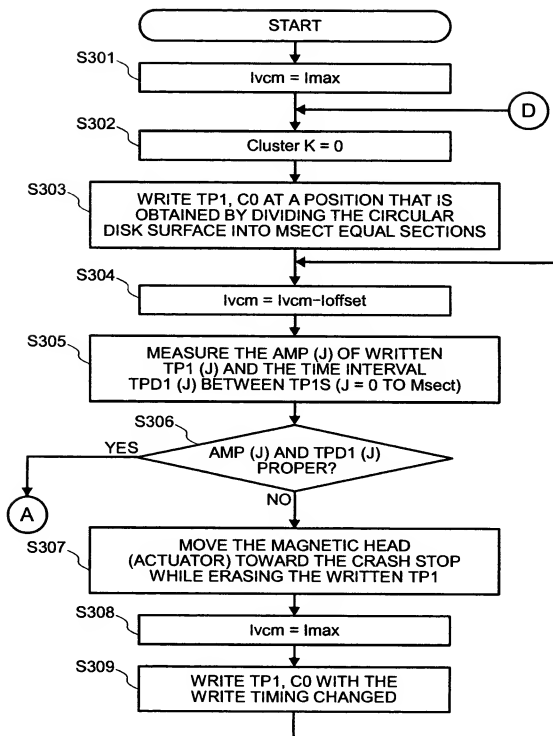 START
S301
Ivcm = Imax
D
S302
Cluster K = 0
S303
WRITE TP1, C0 AT A POSITION THAT IS
OBTAINED BY DIVIDING THE CIRCULAR
DISK SURFACE INTO MSECT EQUAL SECTIONS
S304
Ivcm = Ivcm–Ioffset
S305
MEASURE THE AMP (J) OF WRITTEN
TP1 (J) AND THE TIME INTERVAL
TPD1 (J) BETWEEN TP1S (J = 0 TO Msect)
S306
YES
AMP (J) AND TPD1 (J)
PROPER?
A
NO
S307
MOVE THE MAGNETIC HEAD
(ACTUATOR) TOWARD THE CRASH STOP
WHILE ERASING THE WRITTEN TP1
S308
Ivcm = Imax
S309
WRITE TP1, C0 WITH THE
WRITE TIMING CHANGED